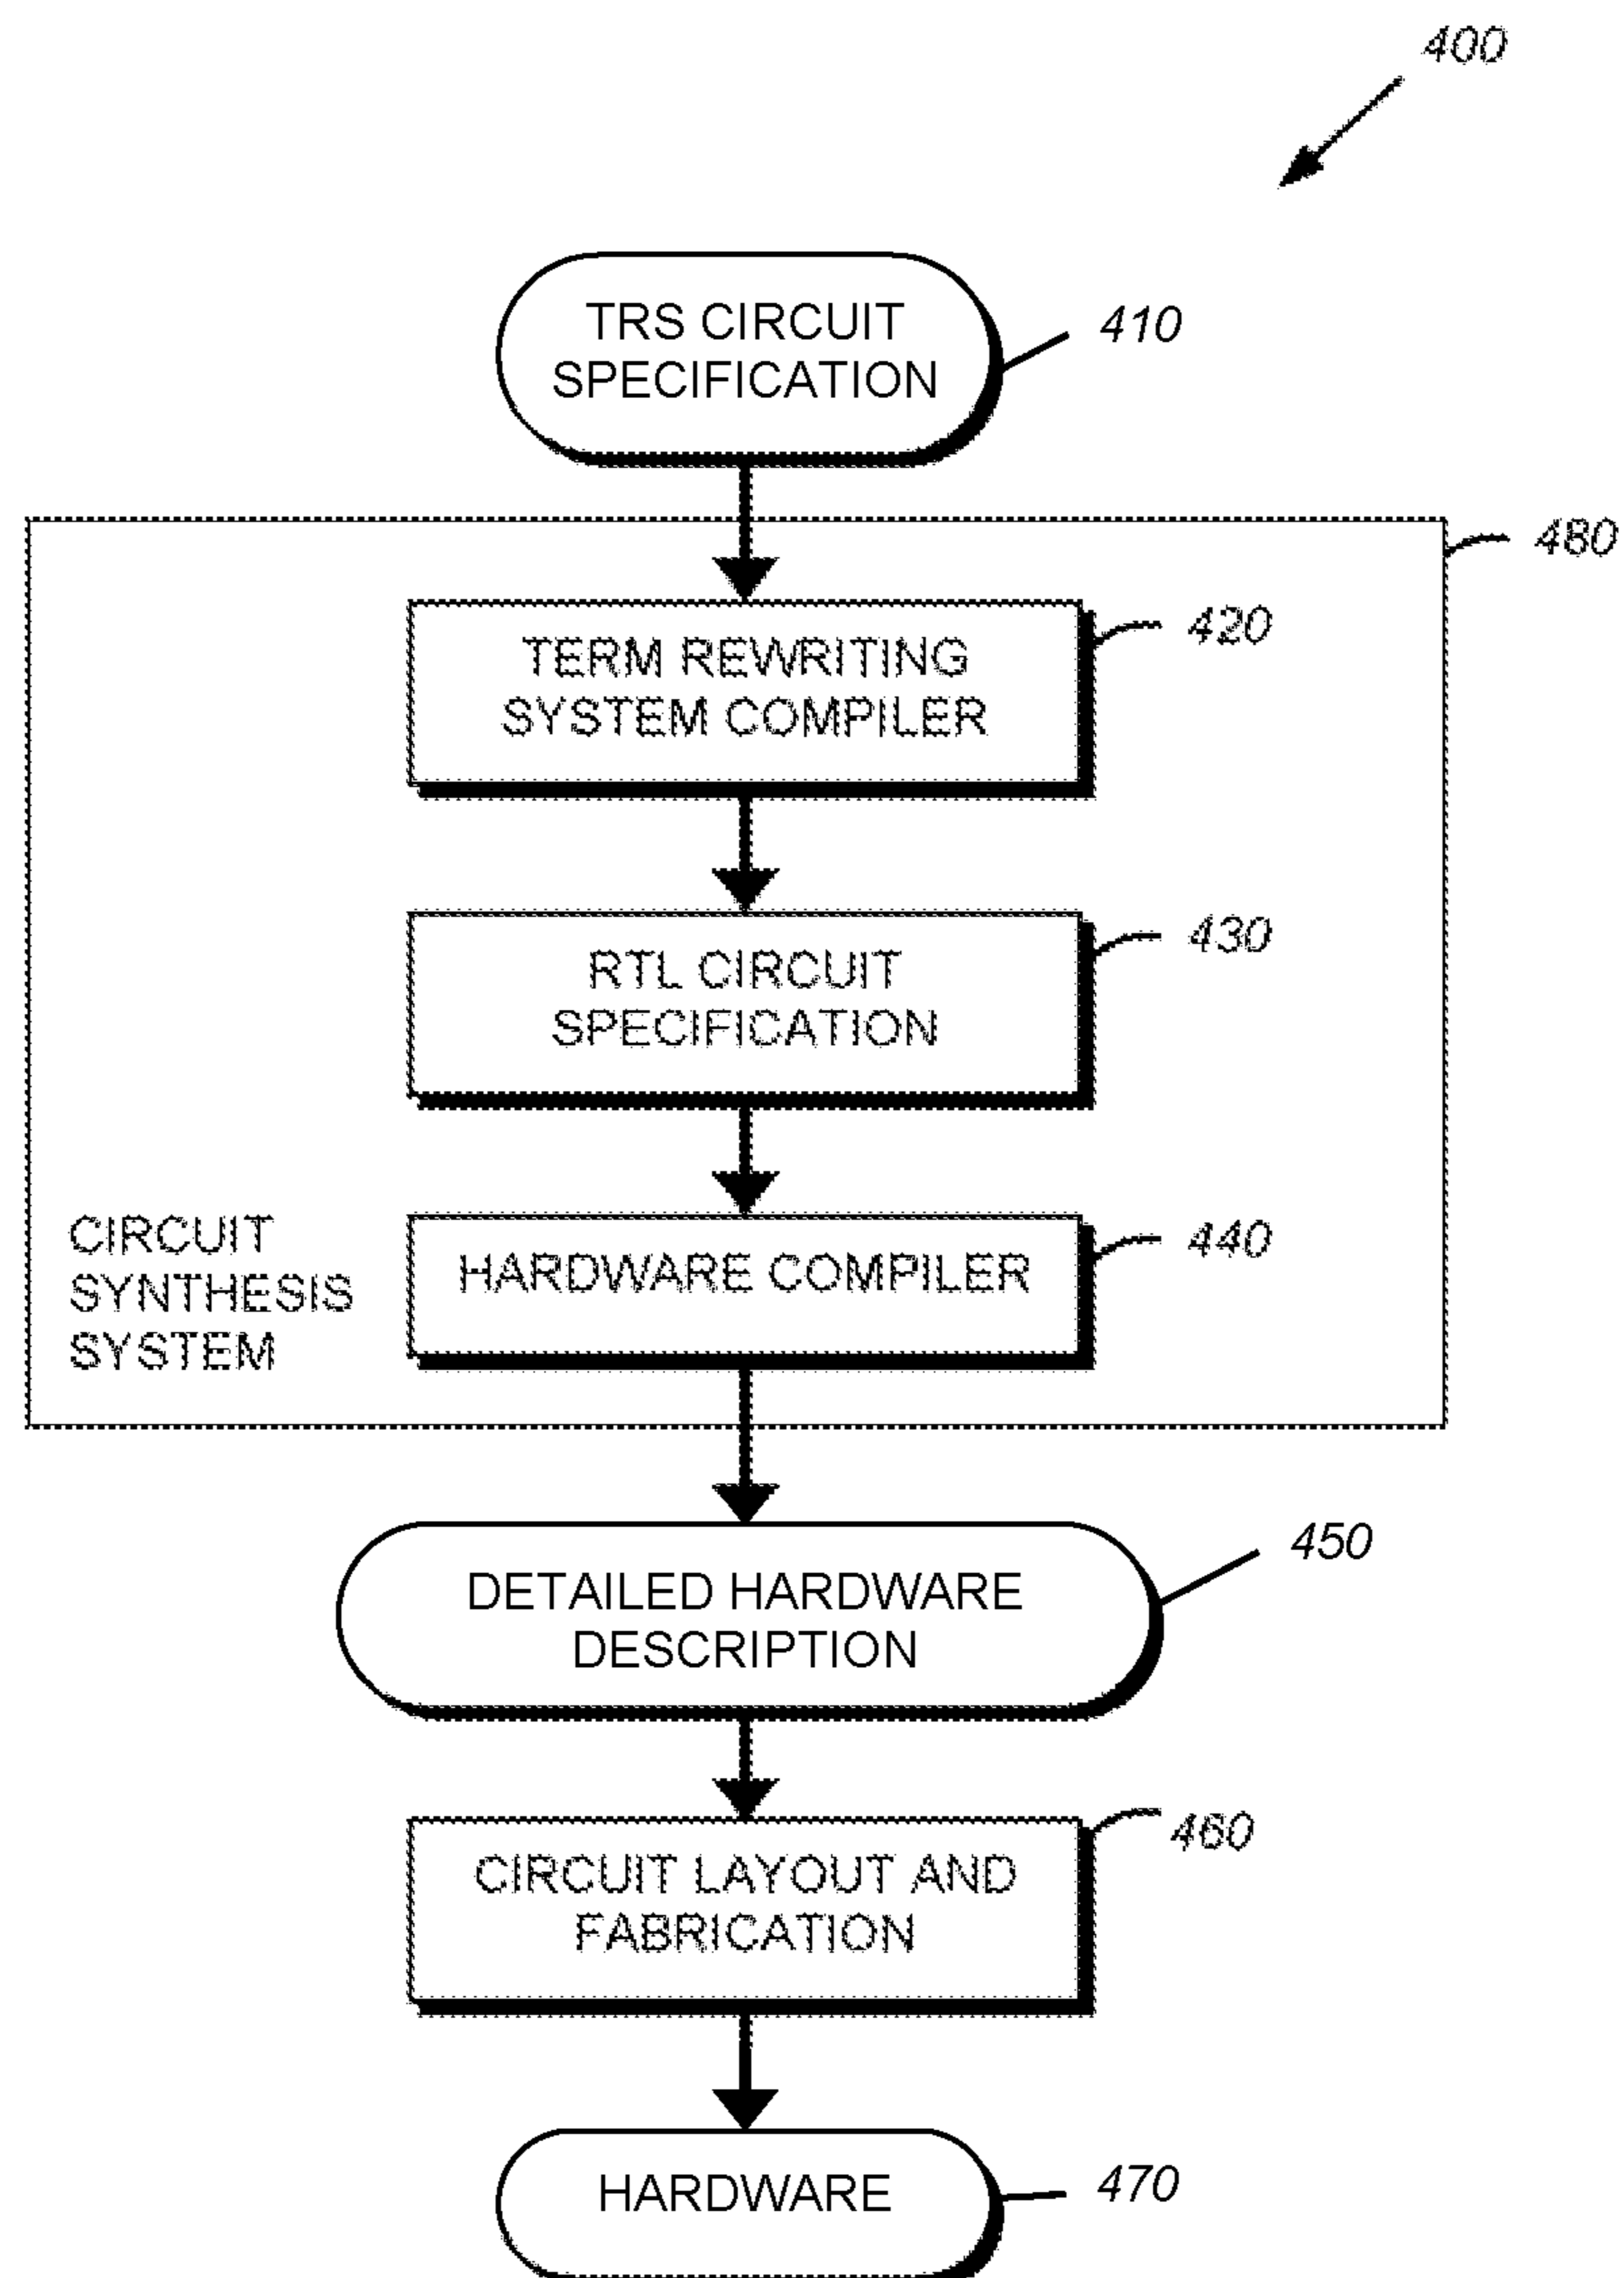 400
TRS CIRCUIT
SPECIFICATION
410
480
TERM REWRITING
SYSTEM COMPILER
420
RTL CIRCUIT
SPECIFICATION
430
CIRCUIT
SYNTHESIS
SYSTEM
HARDWARE COMPILER
440
DETAILED HARDWARE
DESCRIPTION
450
CIRCUIT LAYOUT AND
FABRICATION
460
HARDWARE
470